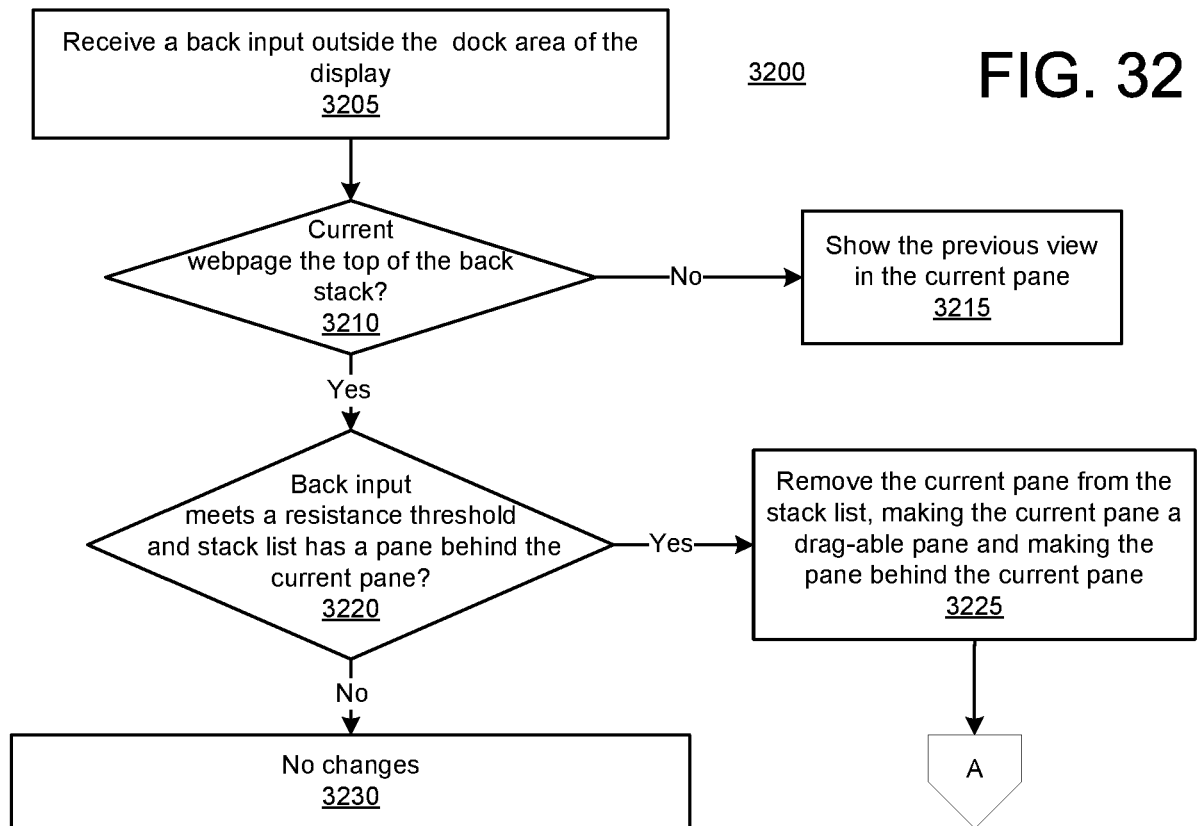 Receive a back input outside the dock area of the
display
3205
3200
FIG. 32
Current
webpage the top of the back
stack?
3210
No
Show the previous view
in the current pane
3215
Yes
Back input
meets a resistance threshold
and stack list has a pane behind the
current pane?
3220
Yes
Remove the current pane from the
stack list, making the current pane a
drag-able pane and making the
pane behind the current pane
3225
No
No changes
3230
A